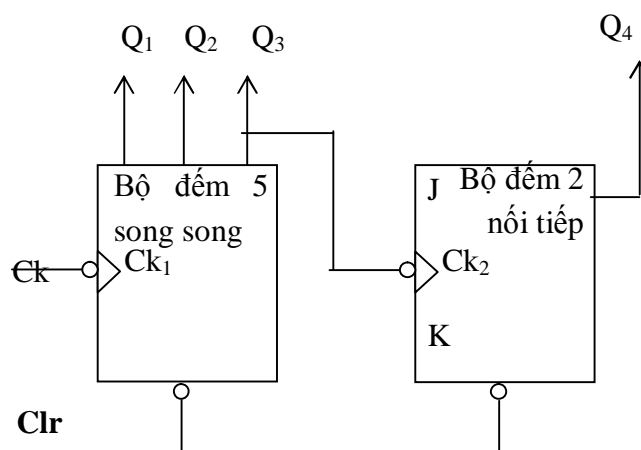 Q₁ Q₂ Q₃ Q₄
Bộ đếm 5
song song
Ck Ck₁
J Bộ đếm 2
nối tiếp
Ck₂
K
Clr